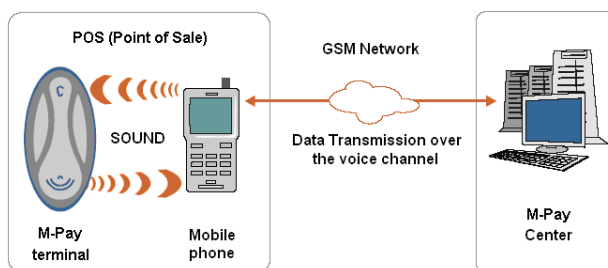 POS (Point of Sale)
SOUND
M-Pay
terminal
Mobile
phone
GSM Network
Data Transmission over
the voice channel
M-Pay
Center